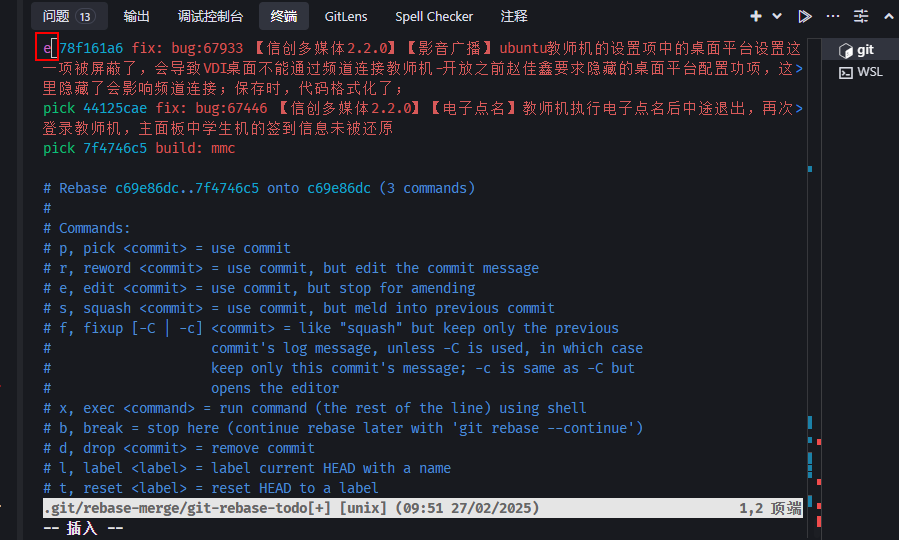 问题 13 输出 调试控制台 终端 GitLens Spell Checker 注释
e 78f161a6 fix: bug:67933 【信创多媒体2.2.0】【影音广播】ubuntu教师机的设置项中的桌面平台设置这
一项被屏蔽了，会导致VDI桌面不能通过频道连接教师机-开放之前赵佳鑫要求隐藏的桌面平台配置功项，这>
里隐藏了会影响频道连接；保存时，代码格式化了；
pick 44125cae fix: bug:67446 【信创多媒体2.2.0】【电子点名】教师机执行电子点名后中途退出，再次>
登录教师机，主面板中学生机的签到信息未被还原
pick 7f4746c5 build: mmc
# Rebase c69e86dc..7f4746c5 onto c69e86dc (3 commands)
#
# Commands:
# p, pick <commit> = use commit
# r, reword <commit> = use commit, but edit the commit message
# e, edit <commit> = use commit, but stop for amending
# s, squash <commit> = use commit, but meld into previous commit
# f, fixup [-C | -c] <commit> = like "squash" but keep only the previous
# commit's log message, unless -C is used, in which case
# keep only this commit's message; -c is same as -C but
# opens the editor
# x, exec <command> = run command (the rest of the line) using shell
# b, break = stop here (continue rebase later with 'git rebase --continue')
# d, drop <commit> = remove commit
# l, label <label> = label current HEAD with a name
# t, reset <label> = reset HEAD to a label
.git/rebase-merge/git-rebase-todo[+] [unix] (09:51 27/02/2025) 1,2 顶端
-- 插入 --
git
WSL